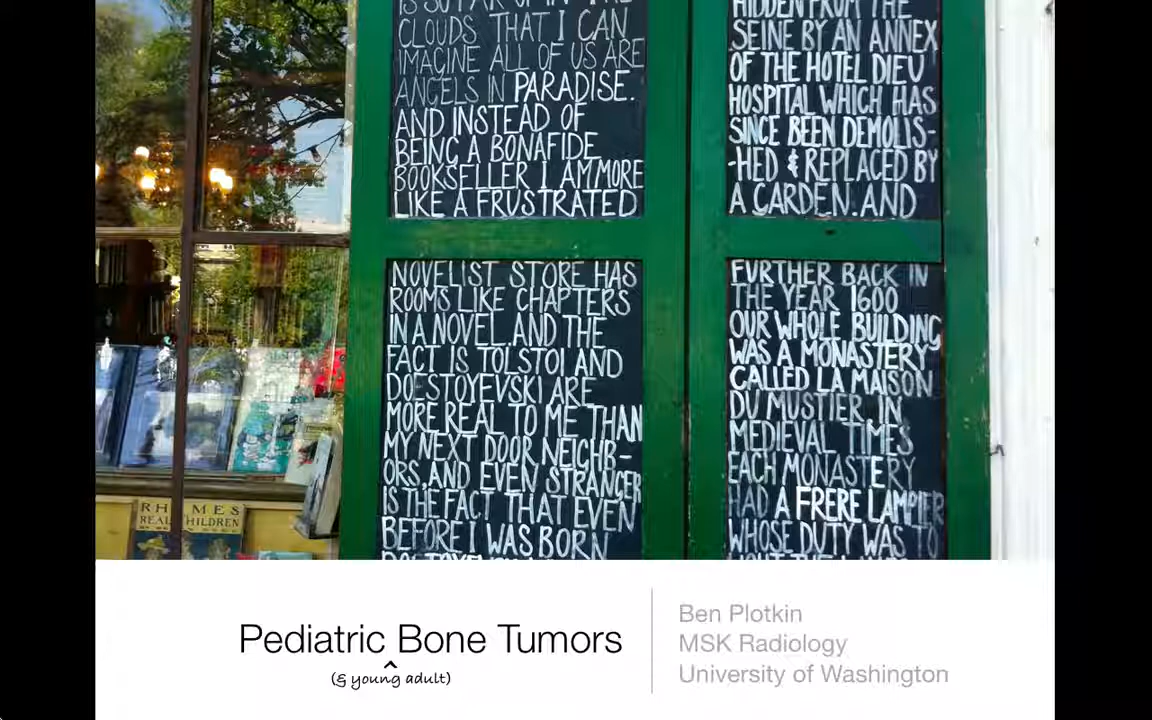 CLOUDS THAT I CAN
IMAGINE ALL OF US ARE
ANGELS IN PARADISE.
AND INSTEAD OF
BEING A BONAFIDE
BOOKSELLER I AM MORE
LIKE A FRUSTRATED
NOVELIST STORE HAS
ROOMS LIKE CHAPTERS
IN A NOVEL.AND THE
FACT IS TOLSTOI AND
DOESTOYEVSKI ARE
MORE REAL TO ME THAN
MY NEXT DOOR NEIGHB-
ORS,AND EVEN STRANGER
IS THE FACT THAT EVEN
BEFORE I WAS BORN
HIDDEN FROM THE
SEINE BY AN ANNEX
OF THE HOTEL DIEU
HOSPITAL WHICH HAS
SINCE BEEN DEMOLIS-
-HED & REPLACED BY
A GARDEN.AND
FURTHER BACK IN
THE YEAR 1600
OUR WHOLE BUILDING
WAS A MONASTERY
CALLED LA MAISON
DU MUSTIER. IN
MEDIEVAL TIMES
EACH MONASTERY
HAD A FRERE LAMPIER
WHOSE DUTY WAS TO
RHYMES
REAL CHILDREN
Pediatric Bone Tumors
(& young adult)
Ben Plotkin
MSK Radiology
University of Washington